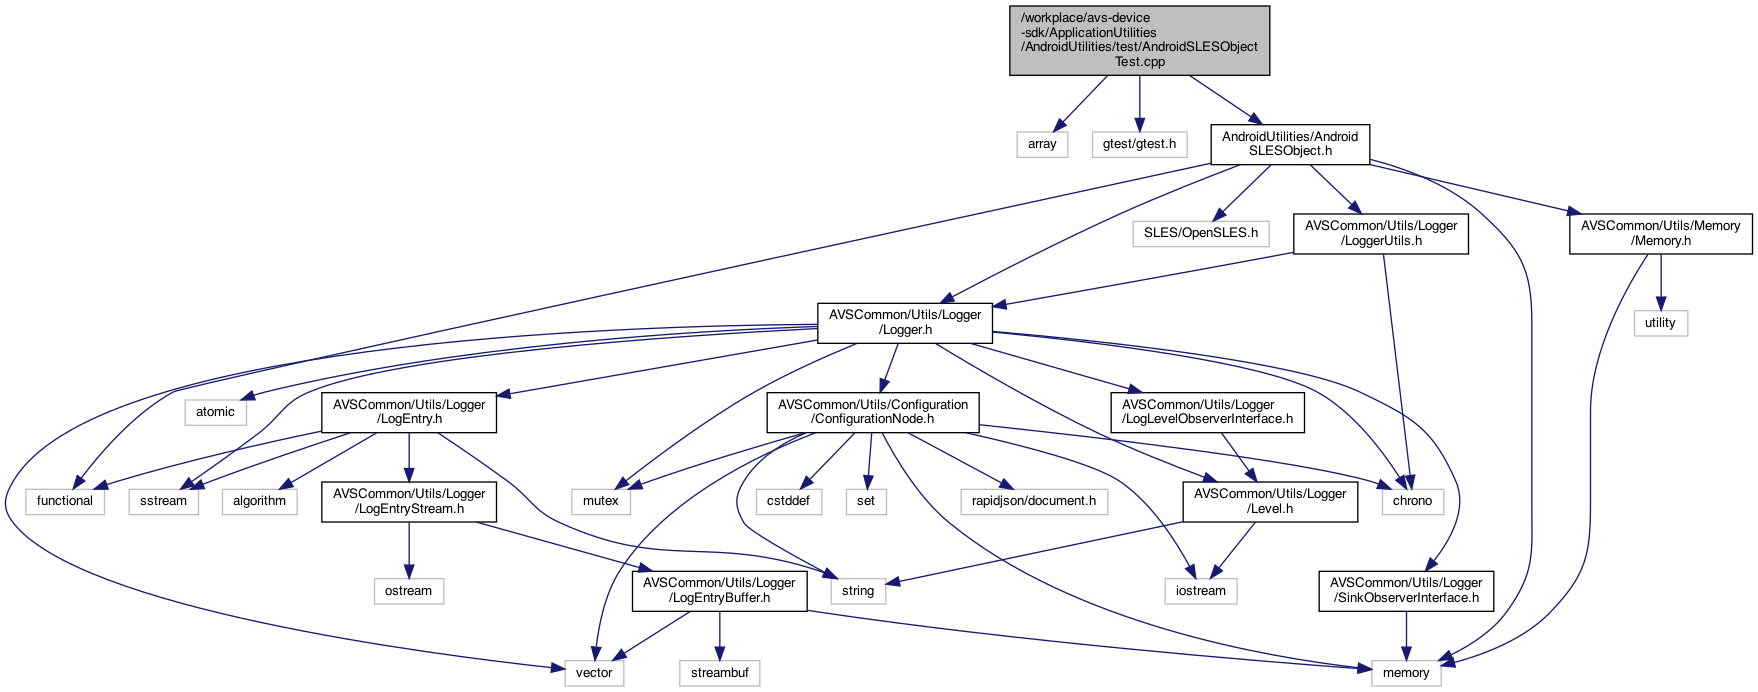 /workplace/avs-device
-sdk/ApplicationUtilities
/AndroidUtilities/test/AndroidSLESObject
Test.cpp
array
gtest/gtest.h
AndroidUtilities/Android
SLESObject.h
SLES/OpenSLES.h
AVSCommon/Utils/Logger
/LoggerUtils.h
AVSCommon/Utils/Memory
/Memory.h
AVSCommon/Utils/Logger
/Logger.h
utility
atomic
AVSCommon/Utils/Logger
/LogEntry.h
AVSCommon/Utils/Configuration
/ConfigurationNode.h
AVSCommon/Utils/Logger
/LogLevelObserverInterface.h
functional
sstream
algorithm
AVSCommon/Utils/Logger
/LogEntryStream.h
mutex
cstddef
set
rapidjson/document.h
AVSCommon/Utils/Logger
/Level.h
chrono
ostream
AVSCommon/Utils/Logger
/LogEntryBuffer.h
string
iostream
AVSCommon/Utils/Logger
/SinkObserverInterface.h
vector
streambuf
memory